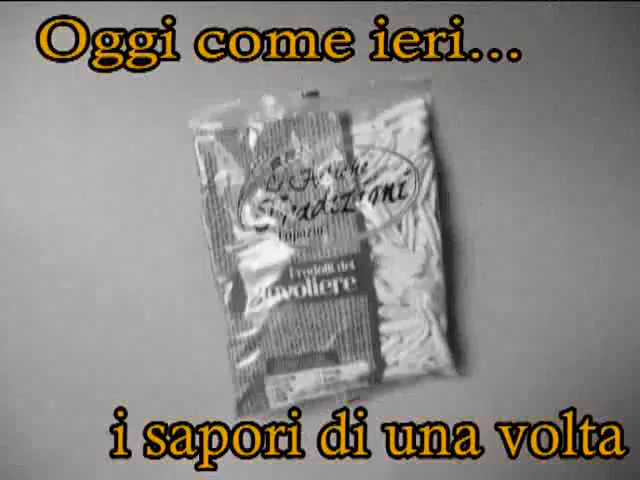 Oggi come ieri...
Le Antiche
Tradizioni
Prodotti del
Tavoliere
i sapori di una volta